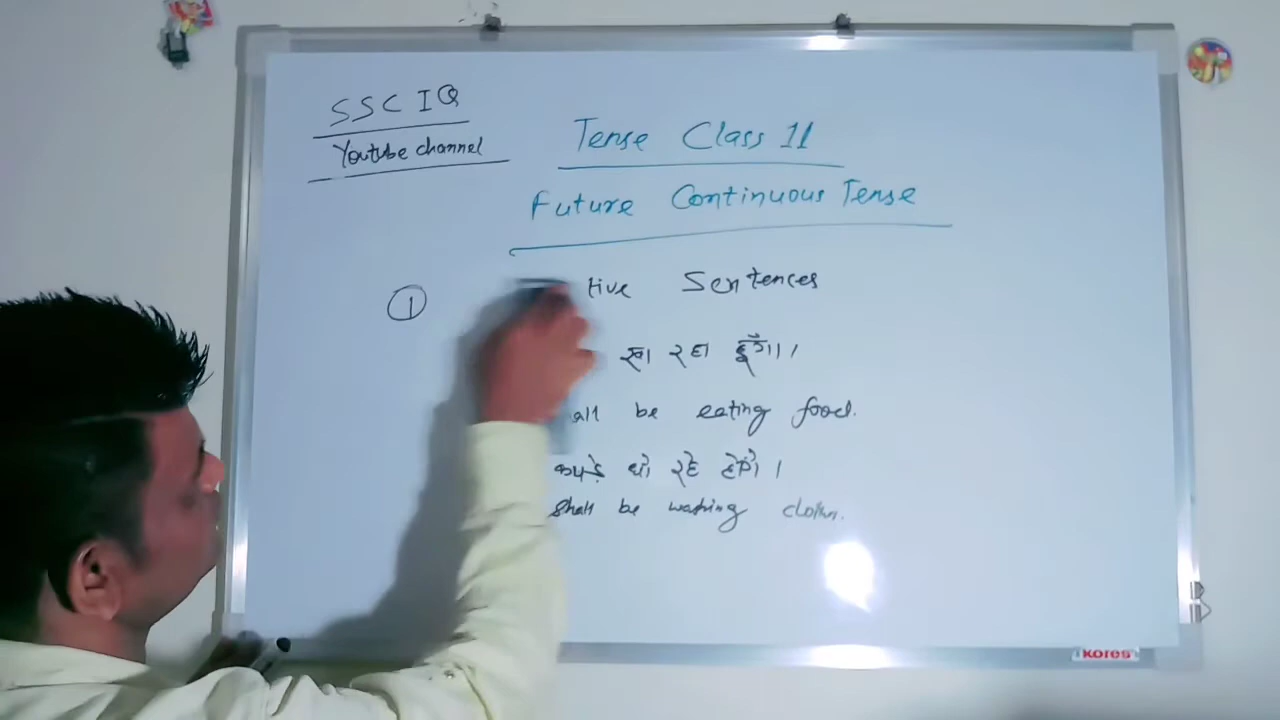 SSC IQ
Youtube channel
Tense Class 11
Future Continuous Tense
① tive Sentences
खा रहा हूँगा।
all be eating food.
कपड़े धो रहे होंगे।
shall be washing
kores